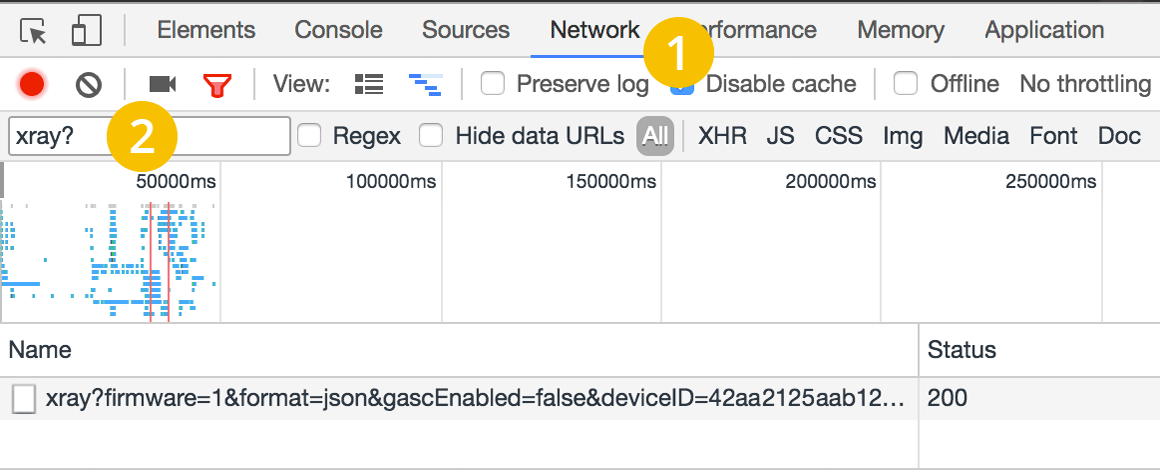 Elements Console Sources Network 1 erformance Memory Application
View: Preserve log Disable cache Offline No throttling
xray? 2 Regex Hide data URLs All XHR JS CSS Img Media Font Doc
50000ms 100000ms 150000ms 200000ms 250000ms
Name Status
xray?firmware=1&format=json&gascEnabled=false&deviceID=42aa2125aab12... 200